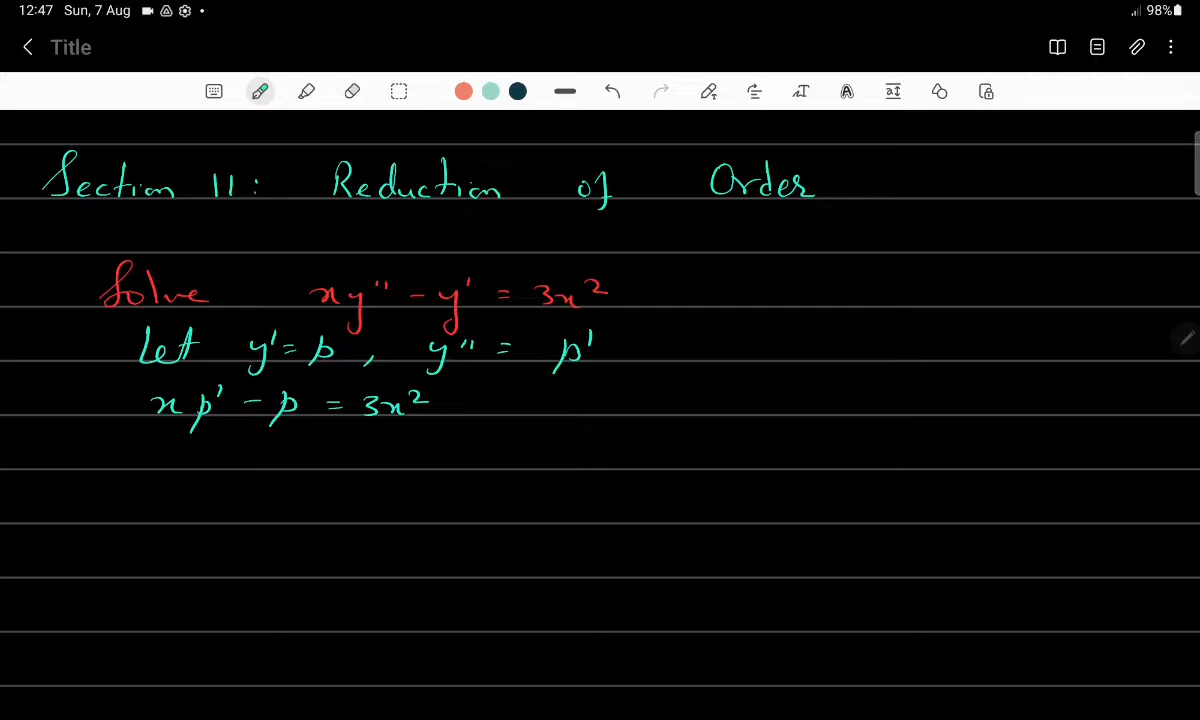 12:47 Sun, 7 Aug 98%
Title
Section 11: Reduction of Order
Solve xy'' - y' = 3x²
Let y' = p, y'' = p'
xp' - p = 3x²